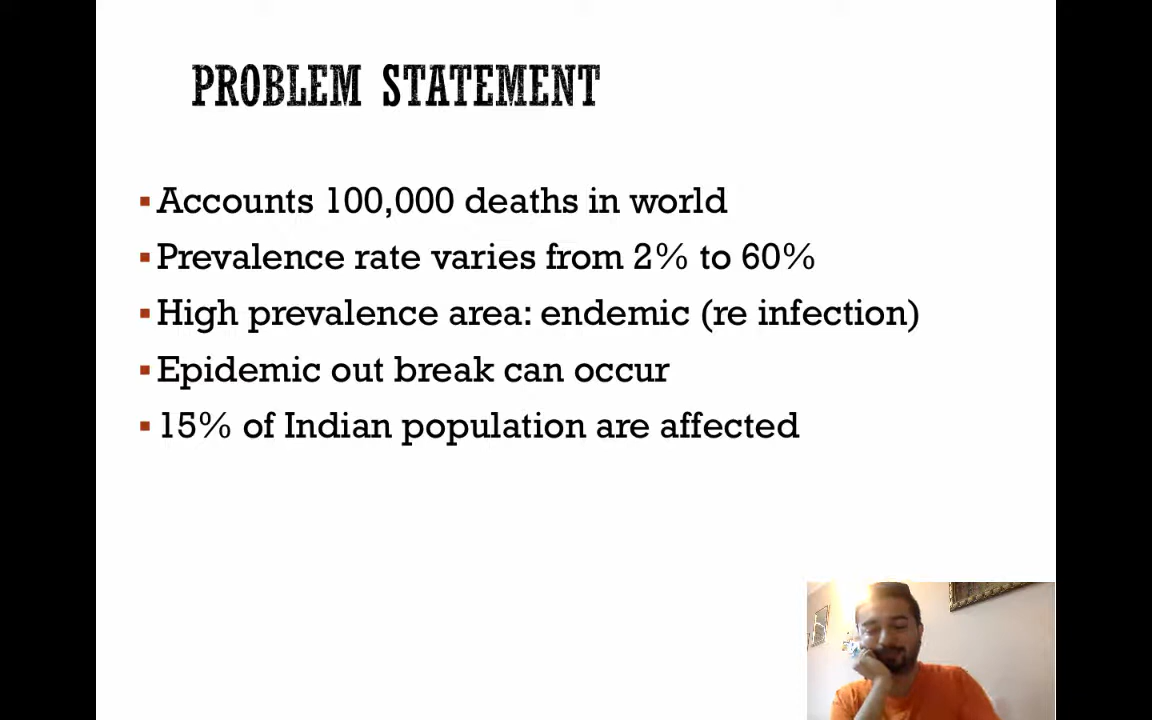 PROBLEM STATEMENT
▪Accounts 100,000 deaths in world
▪Prevalence rate varies from 2% to 60%
▪High prevalence area: endemic (re infection)
▪Epidemic out break can occur
▪15% of Indian population are affected